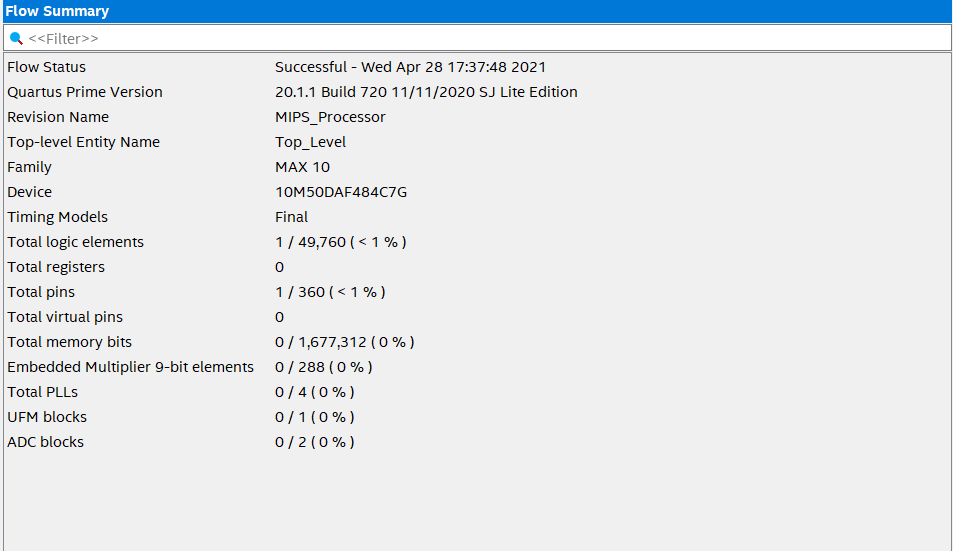 Flow Summary
<<Filter>>
Flow Status Successful - Wed Apr 28 17:37:48 2021
Quartus Prime Version 20.1.1 Build 720 11/11/2020 SJ Lite Edition
Revision Name MIPS_Processor
Top-level Entity Name Top_Level
Family MAX 10
Device 10M50DAF484C7G
Timing Models Final
Total logic elements 1 / 49,760 ( < 1 % )
Total registers 0
Total pins 1 / 360 ( < 1 % )
Total virtual pins 0
Total memory bits 0 / 1,677,312 ( 0 % )
Embedded Multiplier 9-bit elements 0 / 288 ( 0 % )
Total PLLs 0 / 4 ( 0 % )
UFM blocks 0 / 1 ( 0 % )
ADC blocks 0 / 2 ( 0 % )